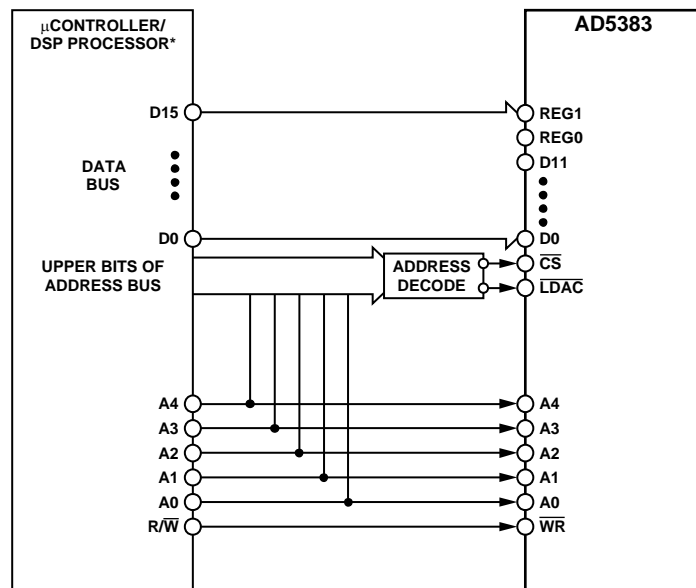 μCONTROLLER/
DSP PROCESSOR*
AD5383
D15
REG1
REG0
D11
DATA
BUS
D0
D0
UPPER BITS OF
ADDRESS BUS
ADDRESS
DECODE
CS
LDAC
A4
A4
A3
A3
A2
A2
A1
A1
A0
A0
R/W
WR